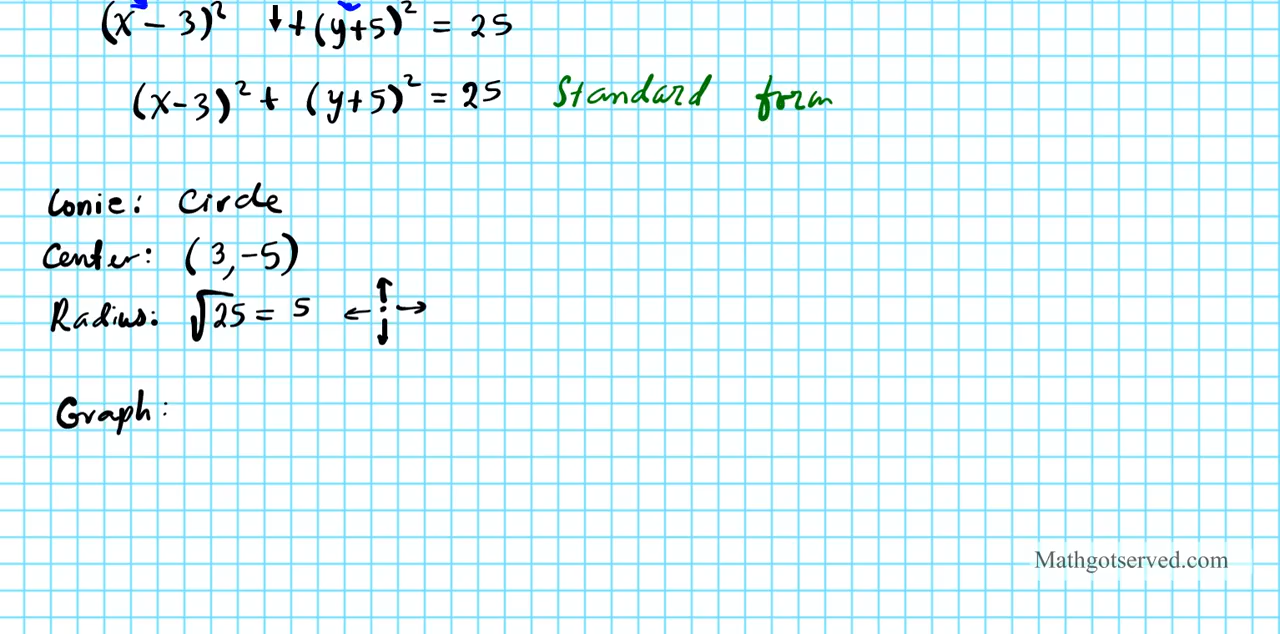 (x - 3)² ↓ + (y+5)² = 25
(x-3)² + (y+5)² = 25 Standard form
Conic: Circle
Center: (3, -5)
Radius: √25 = 5 ← ↑ · ↓ →
Graph:
Mathgotserved.com